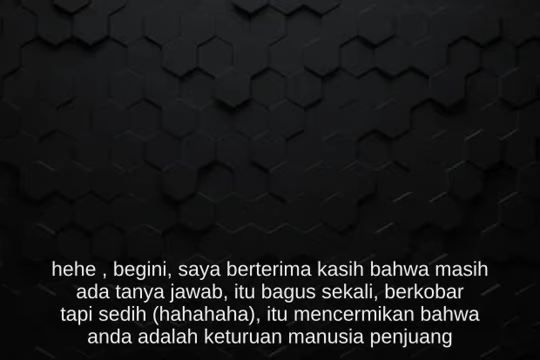 hehe , begini, saya berterima kasih bahwa masih
ada tanya jawab, itu bagus sekali, berkobar
tapi sedih (hahahaha), itu mencermikan bahwa
anda adalah keturuan manusia penjuang